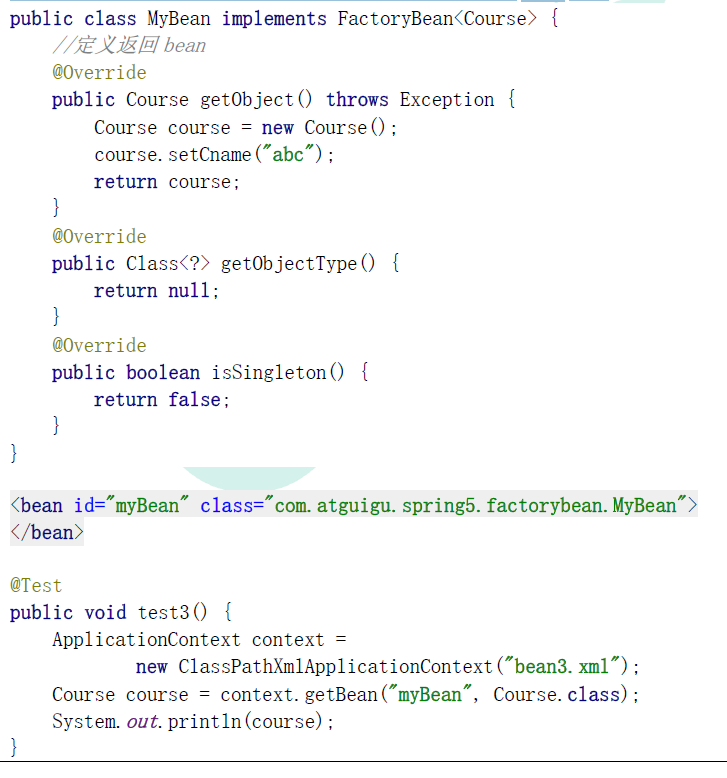 public class MyBean implements FactoryBean<Course> {
    //定义返回 bean
    @Override
    public Course getObject() throws Exception {
        Course course = new Course();
        course.setCname("abc");
        return course;
    }
    @Override
    public Class<?> getObjectType() {
        return null;
    }
    @Override
    public boolean isSingleton() {
        return false;
    }
}
<bean id="myBean" class="com.atguigu.spring5.factorybean.MyBean">
</bean>
@Test
public void test3() {
    ApplicationContext context =
            new ClassPathXmlApplicationContext("bean3.xml");
    Course course = context.getBean("myBean", Course.class);
    System.out.println(course);
}